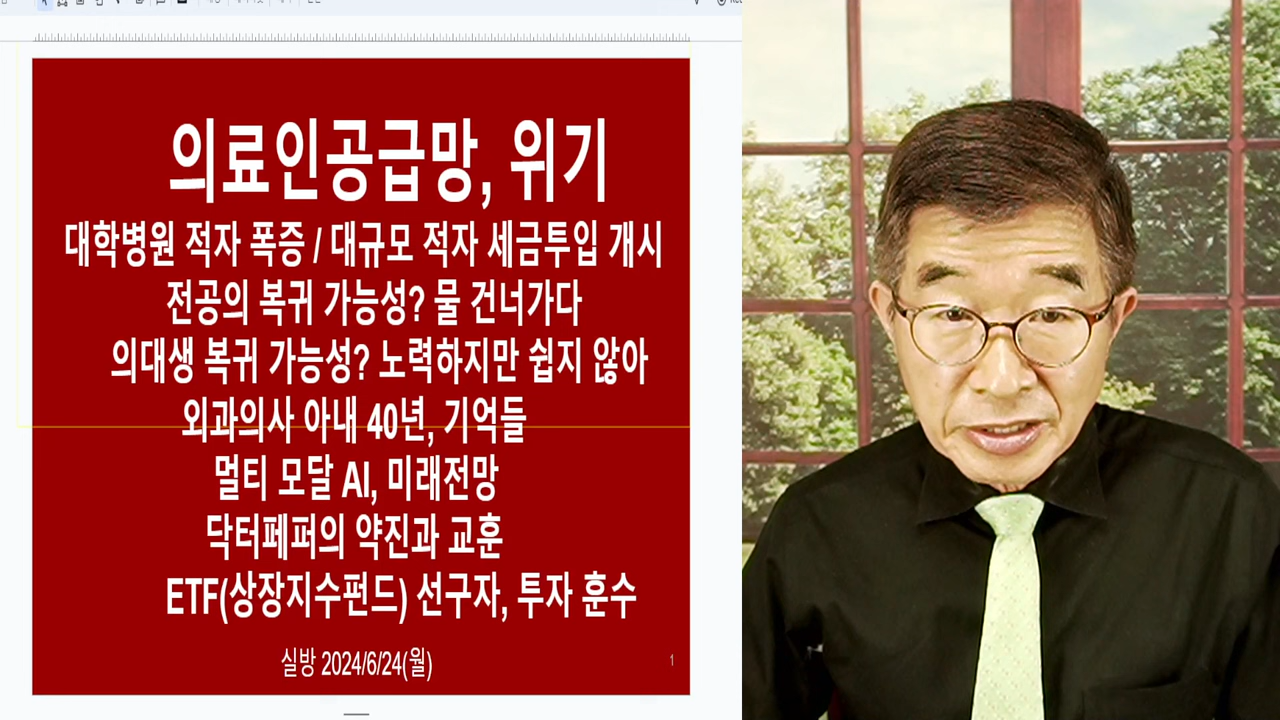 의료인공급망, 위기
대학병원 적자 폭증 / 대규모 적자 세금투입 개시
전공의 복귀 가능성? 물 건너가다
의대생 복귀 가능성? 노력하지만 쉽지 않아
외과의사 아내 40년, 기억들
멀티 모달 AI, 미래전망
닥터페퍼의 약진과 교훈
ETF(상장지수펀드) 선구자, 투자 훈수
실방 2024/6/24(월)
1